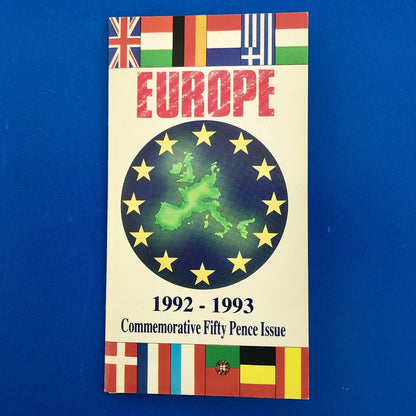 EUROPE
1992 - 1993
Commemorative Fifty Pence Issue